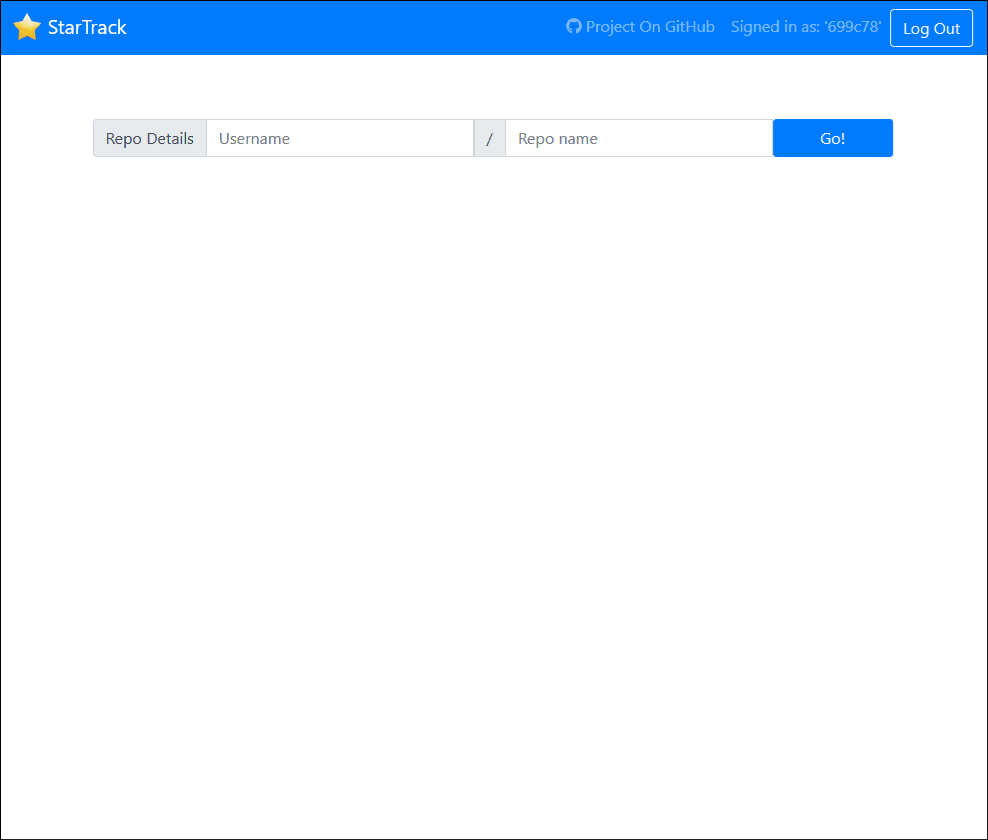 StarTrack
Project On GitHub
Signed in as: '699c78'
Log Out
Repo Details
Username
/
Repo name
Go!